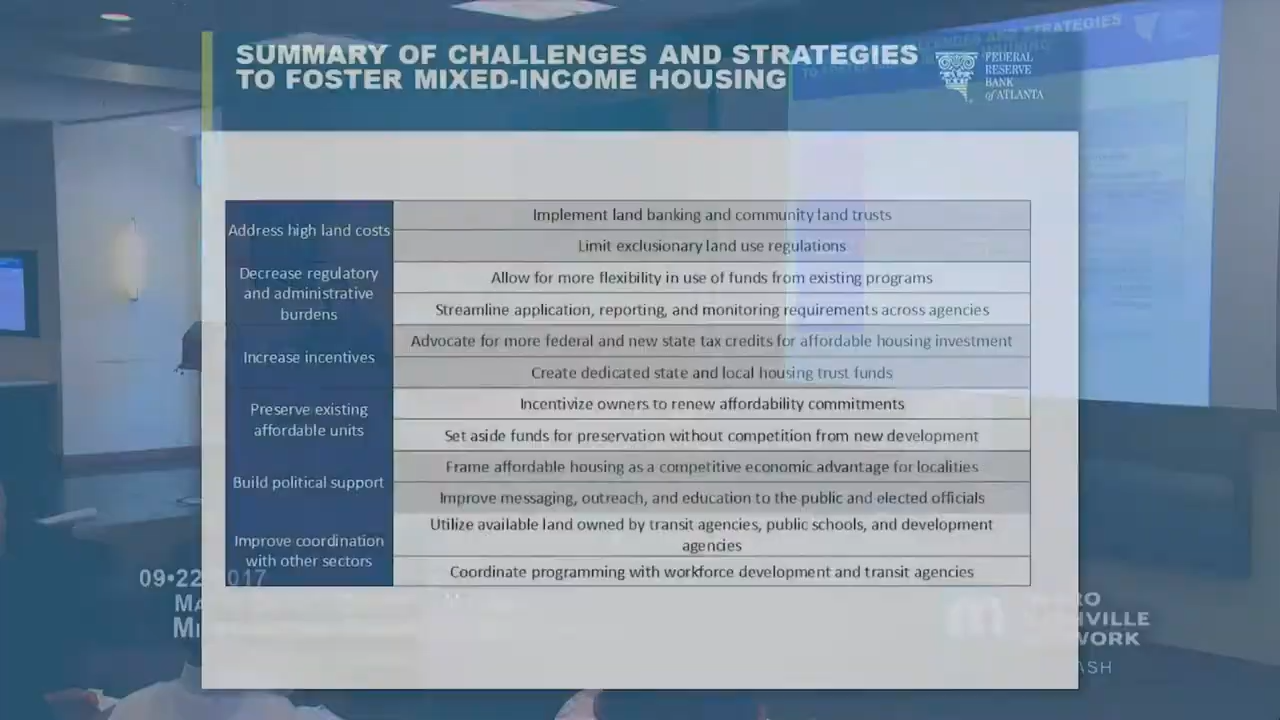 SUMMARY OF CHALLENGES AND STRATEGIES
TO FOSTER MIXED-INCOME HOUSING
FEDERAL
RESERVE
BANK
of ATLANTA
Address high land costs
Implement land banking and community land trusts
Limit exclusionary land use regulations
Decrease regulatory
and administrative
burdens
Allow for more flexibility in use of funds from existing programs
Streamline application, reporting, and monitoring requirements across agencies
Increase incentives
Advocate for more federal and new state tax credits for affordable housing investment
Create dedicated state and local housing trust funds
Preserve existing
affordable units
Incentivize owners to renew affordability commitments
Set aside funds for preservation without competition from new development
Build political support
Frame affordable housing as a competitive economic advantage for localities
Improve messaging, outreach, and education to the public and elected officials
Improve coordination
with other sectors
Utilize available land owned by transit agencies, public schools, and development
agencies
Coordinate programming with workforce development and transit agencies